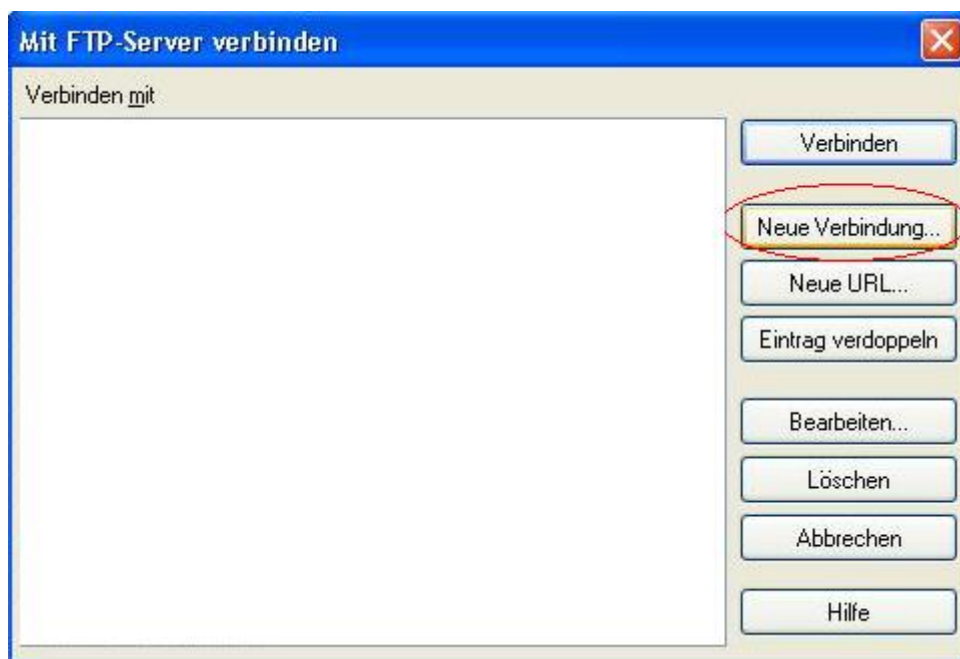 Mit FTP-Server verbinden
Verbinden mit
Verbinden
Neue Verbindung...
Neue URL...
Eintrag verdoppeln
Bearbeiten...
Löschen
Abbrechen
Hilfe